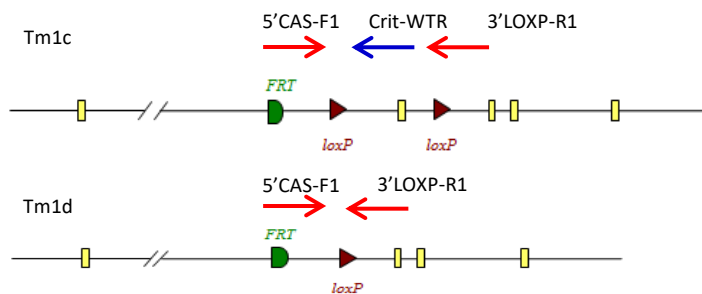 5'CAS-F1 Crit-WTR 3'LOXP-R1
Tm1c
FRT
loxP loxP
5'CAS-F1 3'LOXP-R1
Tm1d
FRT
loxP